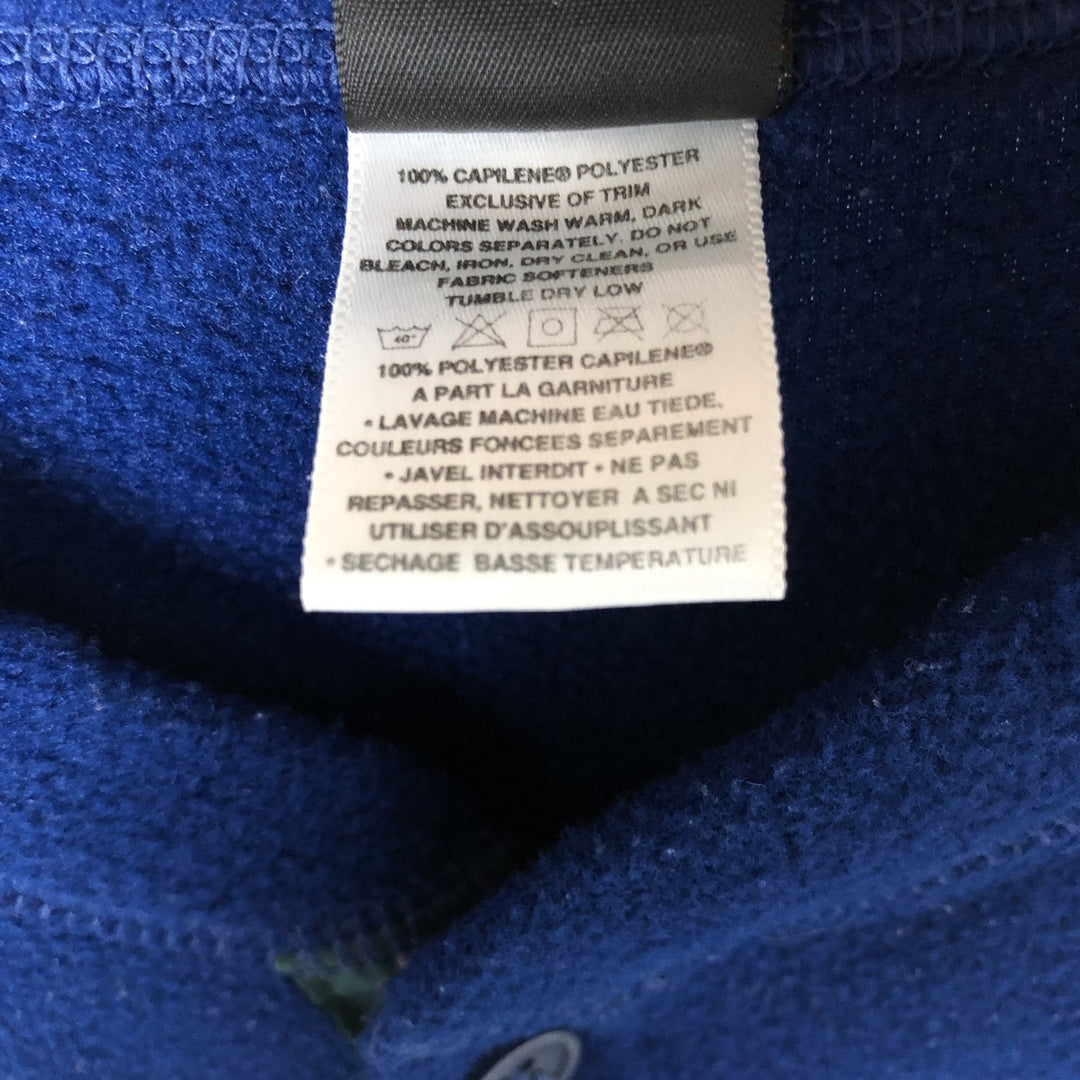 100% CAPILENE® POLYESTER
EXCLUSIVE OF TRIM
MACHINE WASH WARM, DARK
COLORS SEPARATELY. DO NOT
BLEACH, IRON, DRY CLEAN, OR USE
FABRIC SOFTENERS
TUMBLE DRY LOW
40°
100% POLYESTER CAPILENE®
A PART LA GARNITURE
• LAVAGE MACHINE EAU TIEDE,
COULEURS FONCEES SEPAREMENT
• JAVEL INTERDIT • NE PAS
REPASSER, NETTOYER A SEC NI
UTILISER D'ASSOUPLISSANT
• SECHAGE BASSE TEMPERATURE